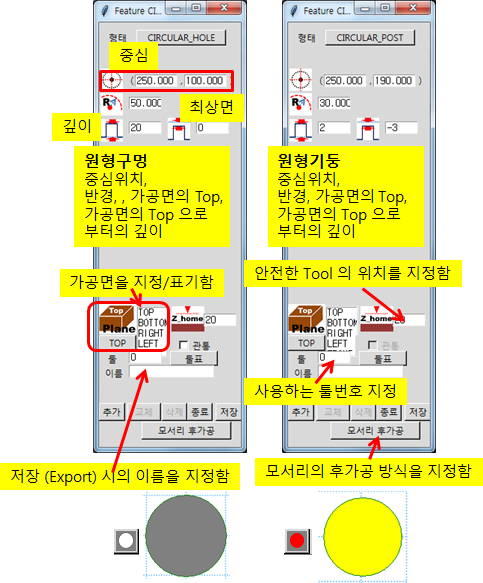 Feature CI...
형태
CIRCULAR_HOLE
중심
(250.000 ,100.000 )
R
50.000
최상면
깊이
20
0
원형구멍
중심위치,
반경, , 가공면의 Top,
가공면의 Top 으로
부터의 깊이
가공면을 지정/표기함
Top
Plane
TOP
BOTTOM
RIGHT
LEFT
Z_home
20
TOP
관통
툴
0
툴표
이름
추가
교체
삭제
종료
저장
모서리 후가공
저장 (Export) 시의 이름을 지정함
Feature CI...
형태
CIRCULAR_POST
(250.000 ,190.000 )
R
30.000
2
-3
원형기둥
중심위치,
반경, 가공면의 Top,
가공면의 Top 으로
부터의 깊이
안전한 Tool 의 위치를 지정함
Top
Plane
TOP
BOTTOM
RIGHT
LEFT
Z_home
20
TOP
관통
툴
0
툴표
이름
사용하는 툴번호 지정
추가
교체
삭제
종료
저장
모서리 후가공
모서리의 후가공 방식을 지정함